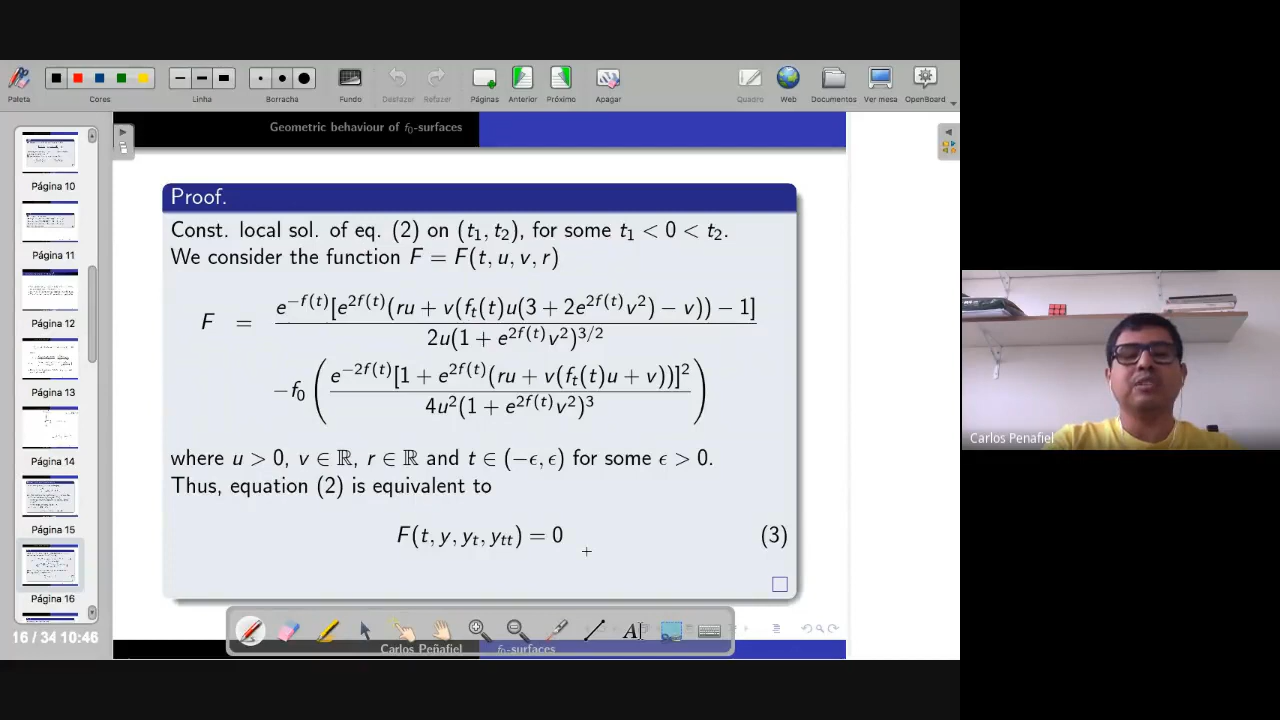 Paleta
Cores
Linha
Borracha
Fundo
Desfazer
Refazer
Páginas
Anterior
Próximo
Apagar
Quadro
Web
Documentos
Ver mesa
OpenBoard
Página 10
Página 11
Página 12
Página 13
Página 14
Página 15
Página 16
16 / 34 10:46
Geometric behaviour of f₀-surfaces
Proof.
Const. local sol. of eq. (2) on (t₁, t₂), for some t₁ < 0 < t₂.
We consider the function F = F(t, u, v, r)
F = e^{−f(t)}[e^{2f(t)}(ru + v(fₜ(t)u(3 + 2e^{2f(t)}v²) − v)) − 1]
2u(1 + e^{2f(t)}v²)^{3/2}
−f₀ ( e^{−2f(t)}[1 + e^{2f(t)}(ru + v(fₜ(t)u + v))]² )
4u²(1 + e^{2f(t)}v²)³
where u > 0, v ∈ ℝ, r ∈ ℝ and t ∈ (−ϵ, ϵ) for some ϵ > 0.
Thus, equation (2) is equivalent to
F(t, y, yₜ, yₜₜ) = 0 (3)
Carlos Peñafiel f₀-surfaces
Carlos Penafiel